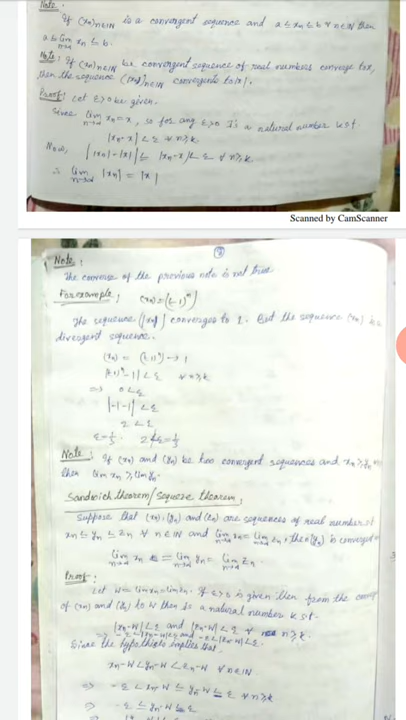 Note:
If (xn)n∈IN is a convergent sequence and a ≤ xn ≤ b ∀ n∈IN then
a ≤ lim n→∞ xn ≤ b.
Note: If (xn)n∈IN be convergent sequence of real numbers converge to x,
then the sequence (|xn|)n∈IN converges to |x|.
Proof: Let ε>0 be given.
Since lim n→∞ xn = x, so for any ε>0 ∃ a natural number k s.t.
|xn - x| < ε ∀ n ≥ k
Now, ||xn| - |x|| ≤ |xn - x| < ε ∀ n ≥ k
∴ lim n→∞ |xn| = |x|
Scanned by CamScanner
Note:
The converse of the previous note is not true
For example, (xn) = (-1)^n
The sequence (|xn|) converges to 1. But the sequence (xn) is a
divergent sequence.
(xn) = (-1)^n → 1
|(-1)^n - 1| < ε ∀ n ≥ k
⇒ 0 < ε
|-1-1| < ε
2 < ε
2 ≮ ε =
Note: If (xn) and (yn) be two convergent sequences and xn ≥ yn
then lim xn ≥ lim yn.
Sandwich theorem/Squeeze theorem:
Suppose that (xn), (yn) and (zn) are sequences of real number st
xn ≤ yn ≤ zn ∀ n∈IN and lim n→∞ xn = lim n→∞ zn, then (yn) is convergent
lim n→∞ xn = lim n→∞ yn = lim n→∞ zn.
Proof:
Let W = lim xn = lim zn. If ε>0 is given then from the
of (xn) and (zn) to W then ∃ a natural number k s.t.
|xn-W| < ε and |zn-W| < ε ∀ n ≥ k.
Since the hypothesis implies that
xn-W ≤ yn-W ≤ zn-W ∀ n∈IN
⇒ -ε < xn-W ≤ yn-W ≤ ε ∀ n ≥ k
⇒ -ε ≤ yn-W ≤ ε